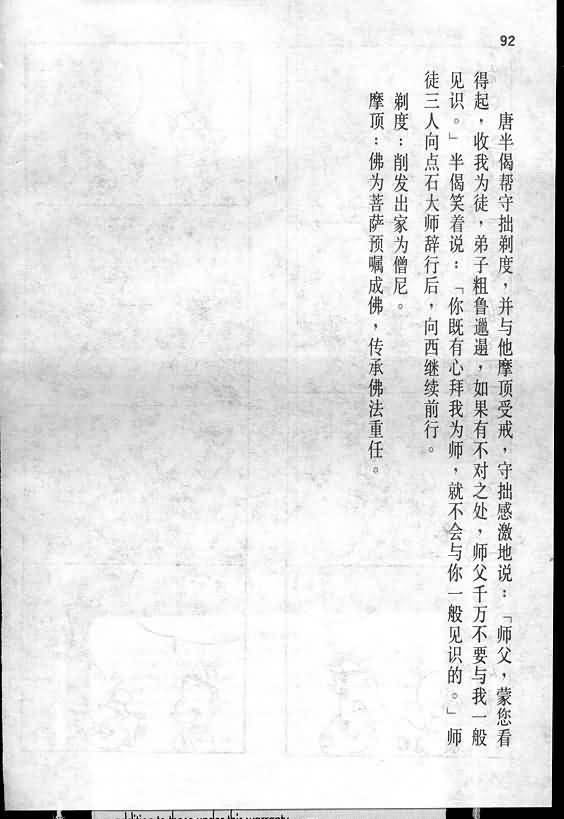 92
唐半偈帮守拙剃度，并与他摩顶受戒，守拙感激地说：「师父，蒙您看
得起，收我为徒，弟子粗鲁邋遢，如果有不对之处，师父千万不要与我一般
见识。」半偈笑着说：「你既有心拜我为师，就不会与你一般见识的。」师
徒三人向点石大师辞行后，向西继续前行。
剃度：削发出家为僧尼。
摩顶：佛为菩萨预嘱成佛，传承佛法重任。
addition to those under this warranty